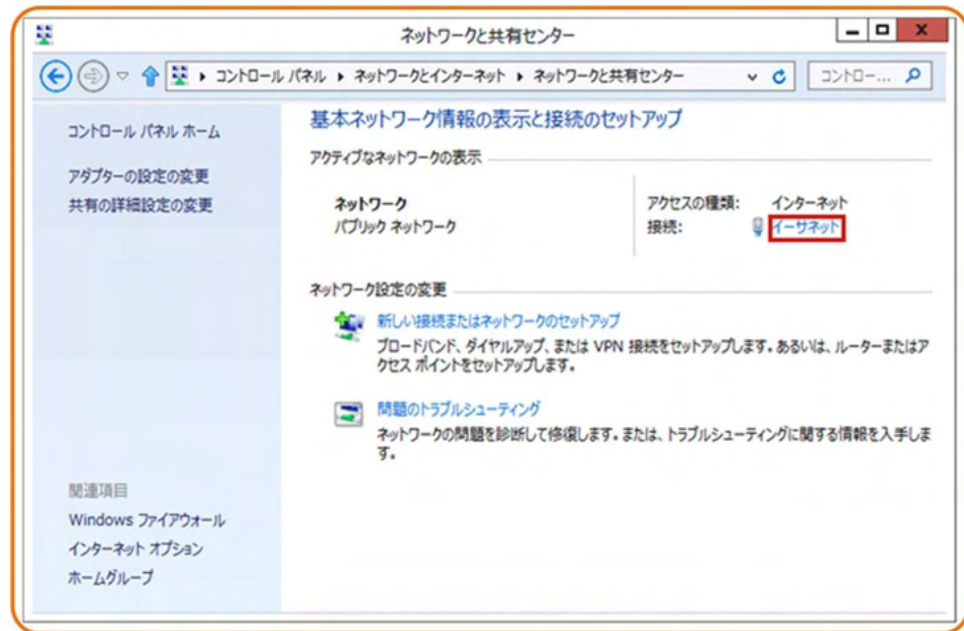 ネットワークと共有センター
コントロール パネル ▸ ネットワークとインターネット ▸ ネットワークと共有センター
コントロー...
コントロール パネル ホーム
アダプターの設定の変更
共有の詳細設定の変更
基本ネットワーク情報の表示と接続のセットアップ
アクティブなネットワークの表示
ネットワーク
パブリック ネットワーク
アクセスの種類: インターネット
接続: イーサネット
ネットワーク設定の変更
新しい接続またはネットワークのセットアップ
ブロードバンド、ダイヤルアップ、または VPN 接続をセットアップします。あるいは、ルーターまたはア
クセス ポイントをセットアップします。
問題のトラブルシューティング
ネットワークの問題を診断して修復します。または、トラブルシューティングに関する情報を入手しま
す。
関連項目
Windows ファイアウォール
インターネット オプション
ホームグループ